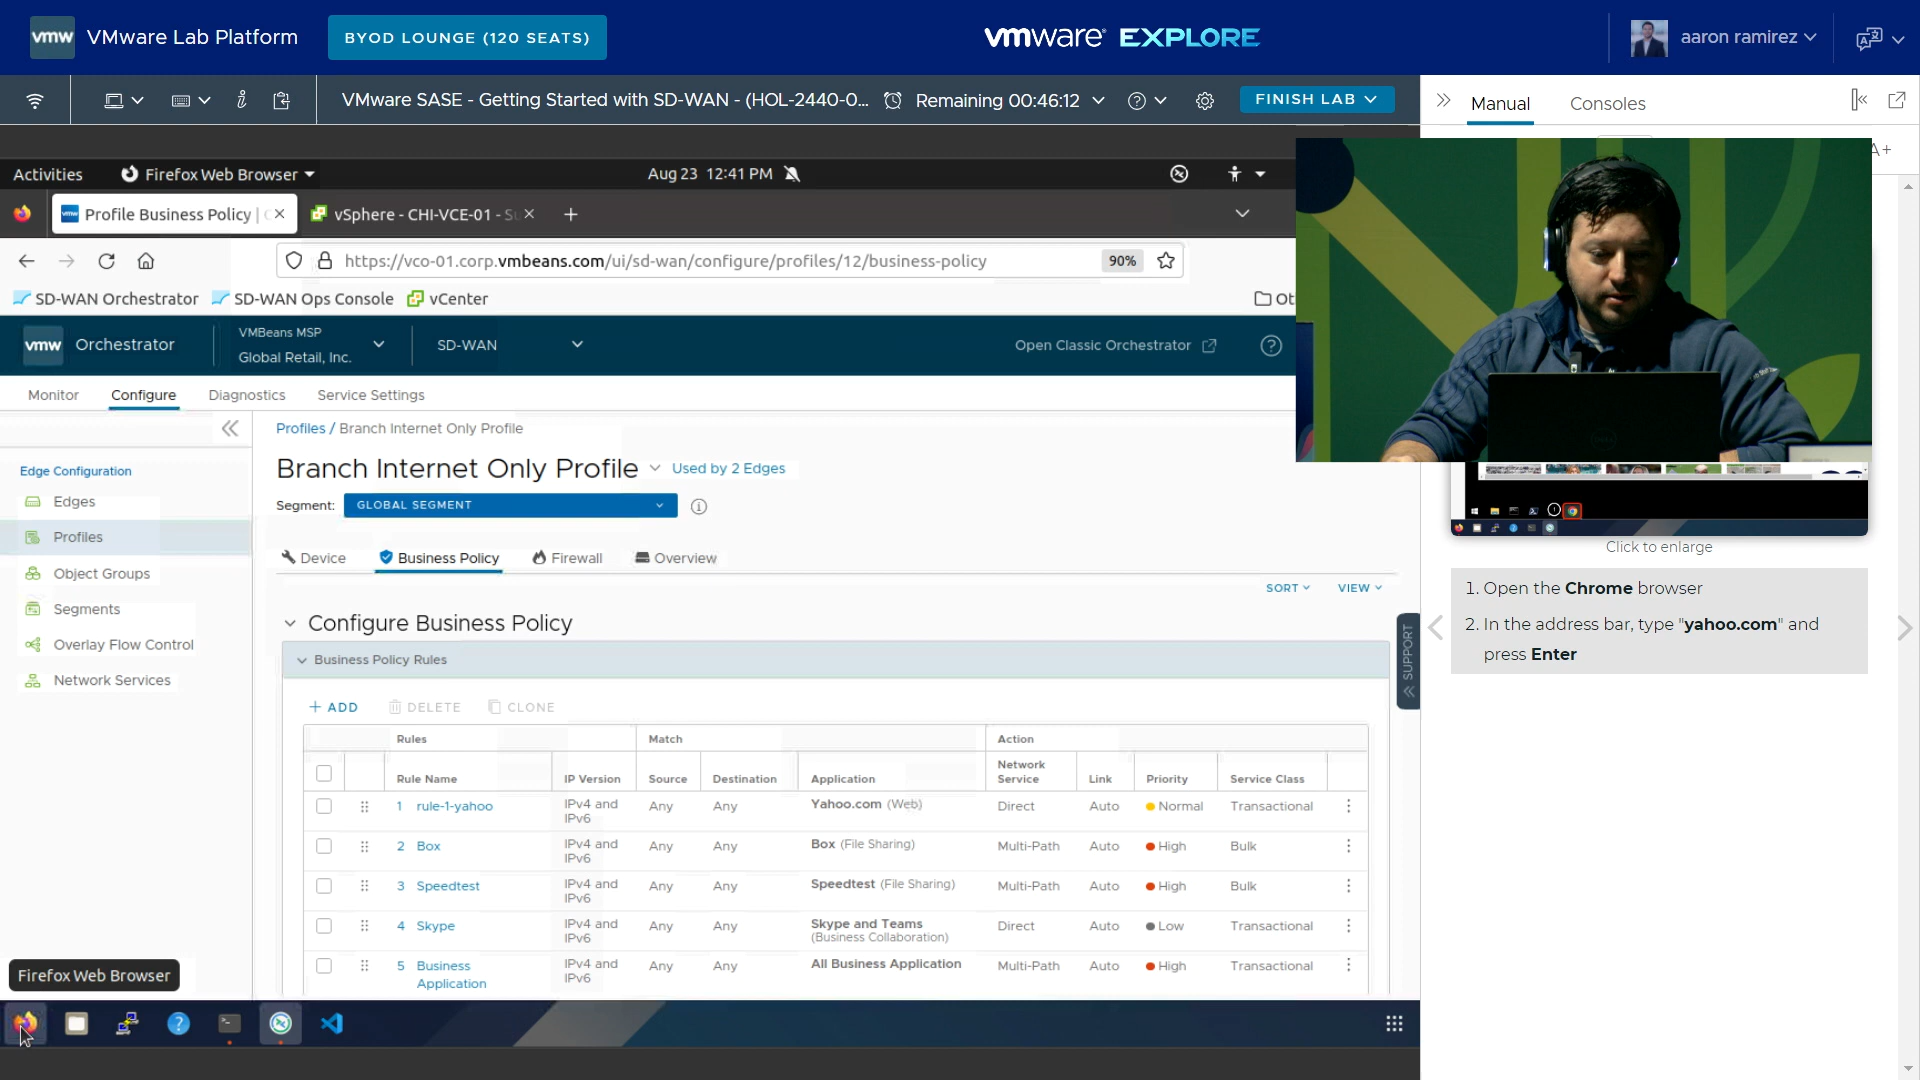 vmw VMware Lab Platform
BYOD LOUNGE (120 SEATS)
vmware EXPLORE
aaron ramirez
VMware SASE - Getting Started with SD-WAN - (HOL-2440-0...
Remaining 00:46:12
FINISH LAB
Manual
Consoles
A+
Activities
Firefox Web Browser
Aug 23 12:41 PM
Profile Business Policy |
vSphere - CHI-VCE-01 - S
https://vco-01.corp.vmbeans.com/ui/sd-wan/configure/profiles/12/business-policy
90%
SD-WAN Orchestrator
SD-WAN Ops Console
vCenter
Ot
vmw Orchestrator
VMBeans MSP
Global Retail, Inc.
SD-WAN
Open Classic Orchestrator
Monitor
Configure
Diagnostics
Service Settings
Profiles / Branch Internet Only Profile
Edge Configuration
Edges
Profiles
Object Groups
Segments
Overlay Flow Control
Network Services
Branch Internet Only Profile
Used by 2 Edges
Segment: GLOBAL SEGMENT
Device
Business Policy
Firewall
Overview
SORT
VIEW
Configure Business Policy
Business Policy Rules
+ ADD
DELETE
CLONE
Rules Match Action
Rule Name IP Version Source Destination Application Network Service Link Priority Service Class
1 rule-1-yahoo IPv4 and IPv6 Any Any Yahoo.com (Web) Direct Auto Normal Transactional
2 Box IPv4 and IPv6 Any Any Box (File Sharing) Multi-Path Auto High Bulk
3 Speedtest IPv4 and IPv6 Any Any Speedtest (File Sharing) Multi-Path Auto High Bulk
4 Skype IPv4 and IPv6 Any Any Skype and Teams (Business Collaboration) Direct Auto Low Transactional
5 Business Application IPv4 and IPv6 Any Any All Business Application Multi-Path Auto High Transactional
SUPPORT
Firefox Web Browser
Click to enlarge
1. Open the Chrome browser
2. In the address bar, type "yahoo.com" and
press Enter